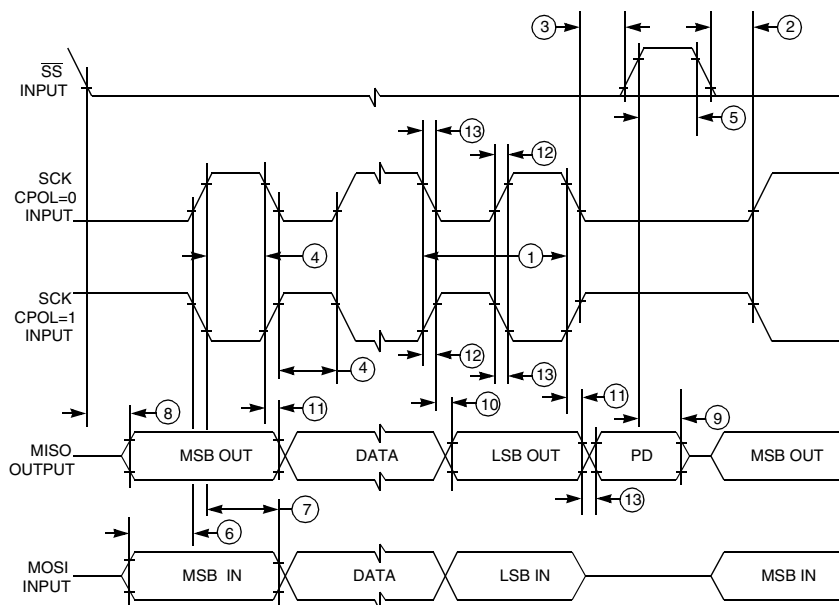 3
2
SS
INPUT
5
13
12
SCK
CPOL=0
INPUT
4
1
SCK
CPOL=1
INPUT
12
4
13
8
11
10
11
9
MISO
OUTPUT
MSB OUT
DATA
LSB OUT
PD
MSB OUT
13
7
6
MOSI
INPUT
MSB IN
DATA
LSB IN
MSB IN